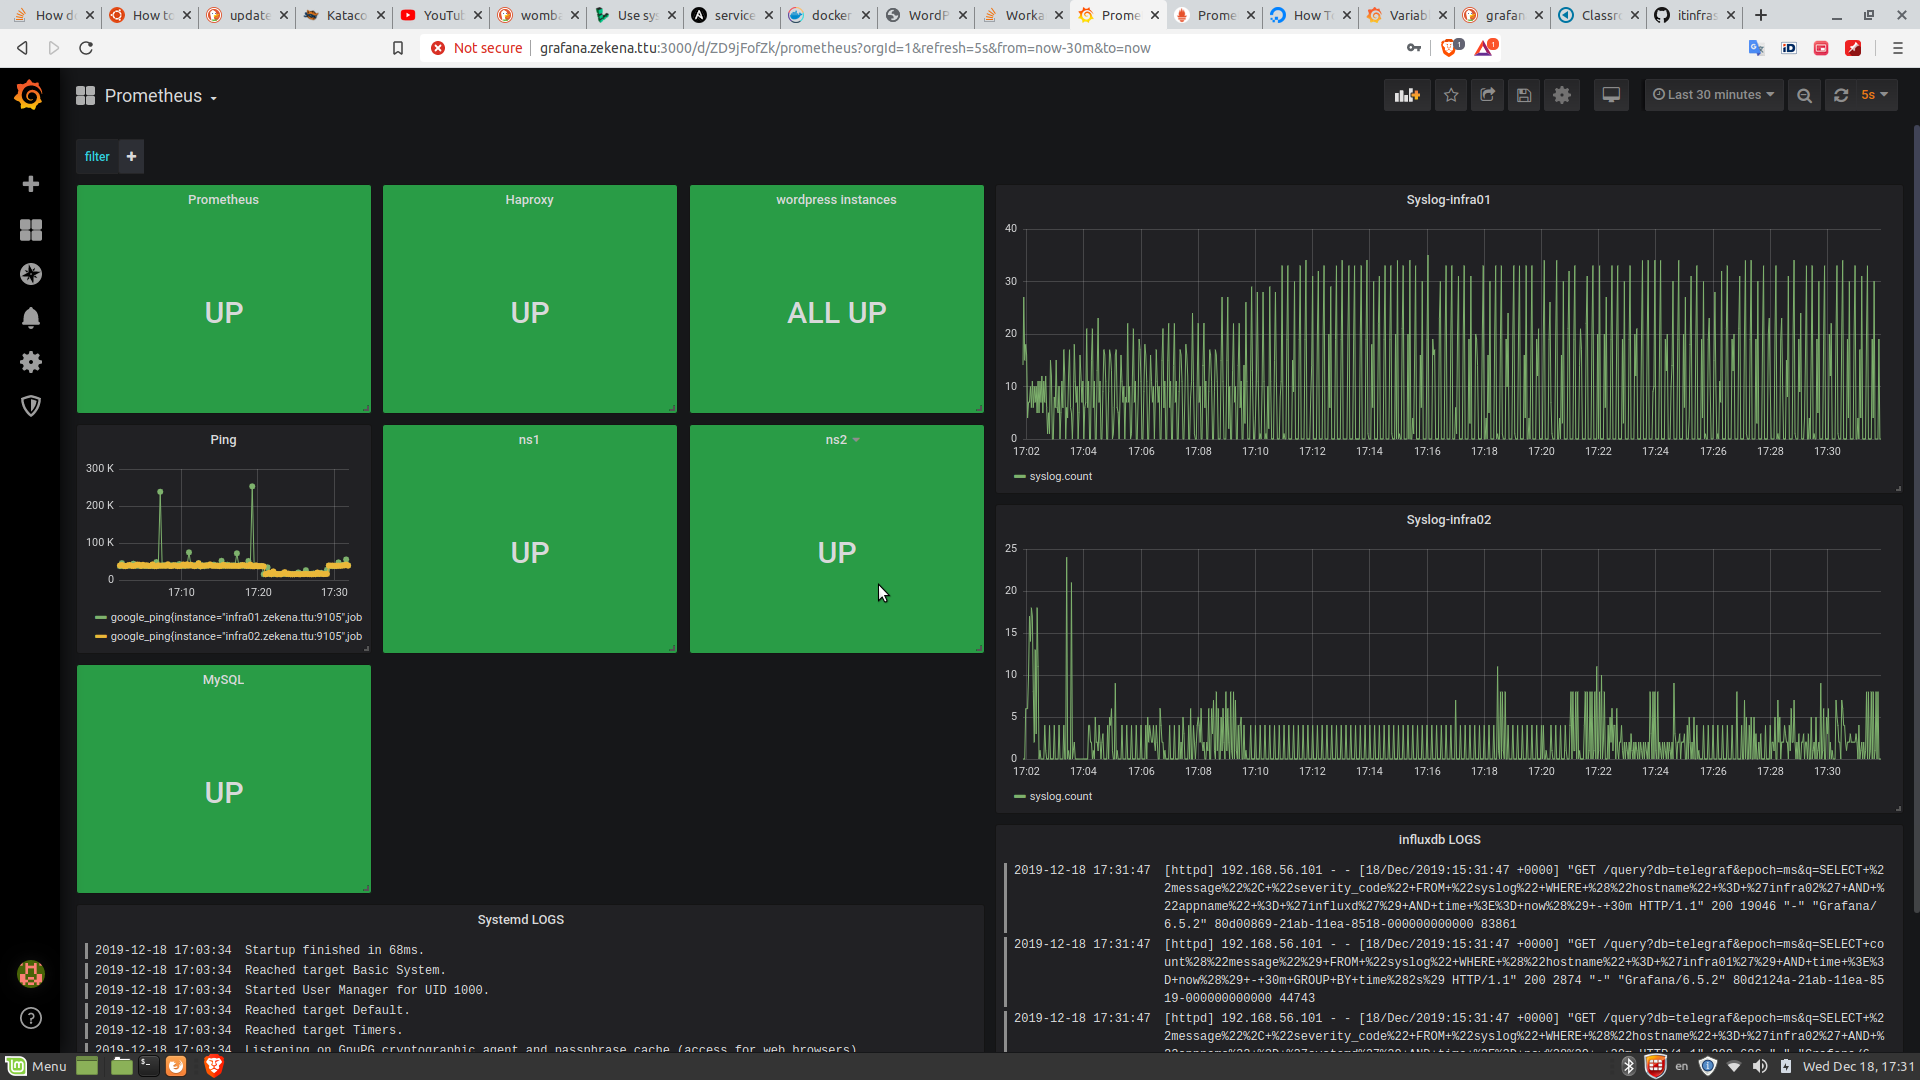 How d
How to
update
Kataco
YouTu
womba
Use sy
service
docker
WordP
Worka
Prome
Prome
How T
Variab
grafan
Classr
itinfras
Not secure
grafana.zekena.ttu:3000/d/ZD9jFofZk/prometheus?orgId=1&refresh=5s&from=now-30m&to=now
Prometheus
Last 30 minutes
5s
filter
Prometheus
UP
Haproxy
UP
wordpress instances
ALL UP
Syslog-infra01
40
30
20
10
0
17:02 17:04 17:06 17:08 17:10 17:12 17:14 17:16 17:18 17:20 17:22 17:24 17:26 17:28 17:30
syslog.count
Ping
300 K
200 K
100 K
0
17:10 17:20 17:30
google_ping{instance="infra01.zekena.ttu:9105",job
google_ping{instance="infra02.zekena.ttu:9105",job
ns1
UP
ns2
UP
Syslog-infra02
25
20
15
10
5
0
17:02 17:04 17:06 17:08 17:10 17:12 17:14 17:16 17:18 17:20 17:22 17:24 17:26 17:28 17:30
syslog.count
MySQL
UP
Systemd LOGS
2019-12-18 17:03:34 Startup finished in 68ms.
2019-12-18 17:03:34 Reached target Basic System.
2019-12-18 17:03:34 Started User Manager for UID 1000.
2019-12-18 17:03:34 Reached target Default.
2019-12-18 17:03:34 Reached target Timers.
2019-12-18 17:03:34 Listening on GnuPG cryptographic agent and passphrase cache (access for web browsers)
influxdb LOGS
2019-12-18 17:31:47 [httpd] 192.168.56.101 - - [18/Dec/2019:15:31:47 +0000] "GET /query?db=telegraf&epoch=ms&q=SELECT+%2
2message%22%2C+%22severity_code%22+FROM+%22syslog%22+WHERE+%28%22hostname%22+%3D+%27infra02%27+AND+%
22appname%22+%3D+%27influxd%27%29+AND+time+%3E%3D+now%28%29+-+30m HTTP/1.1" 200 19046 "-" "Grafana/
6.5.2" 80d00869-21ab-11ea-8518-000000000000 83861
2019-12-18 17:31:47 [httpd] 192.168.56.101 - - [18/Dec/2019:15:31:47 +0000] "GET /query?db=telegraf&epoch=ms&q=SELECT+co
unt%28%22message%22%29+FROM+%22syslog%22+WHERE+%28%22hostname%22+%3D+%27infra01%27%29+AND+time+%3E%3
D+now%28%29+-+30m+GROUP+BY+time%282s%29 HTTP/1.1" 200 2874 "-" "Grafana/6.5.2" 80d2124a-21ab-11ea-85
19-000000000000 44743
2019-12-18 17:31:47 [httpd] 192.168.56.101 - - [18/Dec/2019:15:31:47 +0000] "GET /query?db=telegraf&epoch=ms&q=SELECT+%2
2message%22%2C+%22severity_code%22+FROM+%22syslog%22+WHERE+%28%22hostname%22+%3D+%27infra02%27+AND+%
Menu
en
Wed Dec 18, 17:31